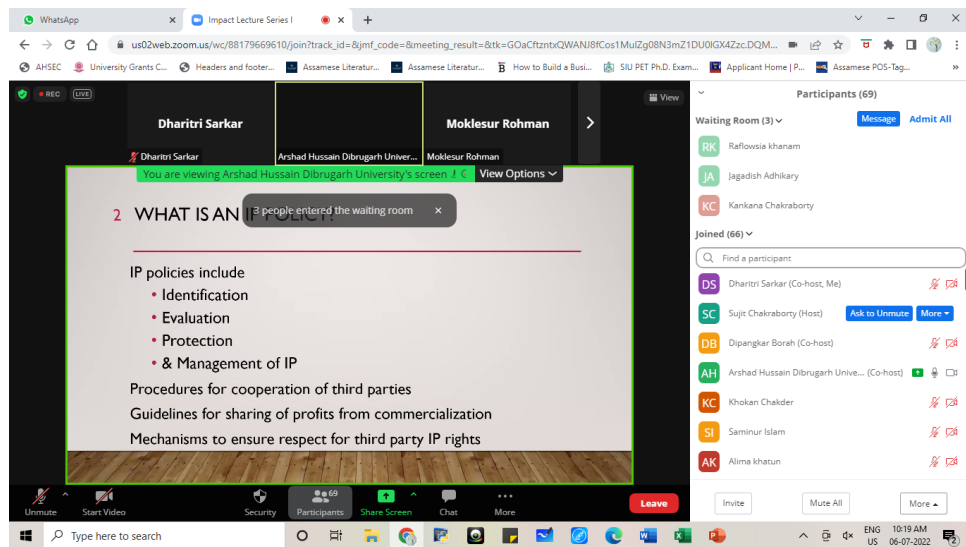 WhatsApp
Impact Lecture Series I
us02web.zoom.us/wc/88179669610/join?track_id=&jmf_code=&meeting_result=&tk=GOaCftzntxQWANJ8fCos1MulZg08N3mZ1DU0IGX4Zzc.DQM...
AHSEC University Grants C... Headers and footer... Assamese Literatur... Assamese Literatur... How to Build a Busi... SIU PET Ph.D. Exam... Applicant Home | P... Assamese POS-Tag...
REC LIVE
View
Dharitri Sarkar
Moklesur Rohman
Dharitri Sarkar
Arshad Hussain Dibrugarh Univer...
Moklesur Rohman
You are viewing Arshad Hussain Dibrugarh University's screen
View Options
3 people entered the waiting room
2 WHAT IS AN IP POLICY?
IP policies include
• Identification
• Evaluation
• Protection
• & Management of IP
Procedures for cooperation of third parties
Guidelines for sharing of profits from commercialization
Mechanisms to ensure respect for third party IP rights
Unmute
Start Video
Security
69
Participants
Share Screen
Chat
More
Leave
Participants (69)
Waiting Room (3)
Message
Admit All
RK Raflowsia khanam
JA Jagadish Adhikary
KC Kankana Chakraborty
Joined (66)
Find a participant
DS Dharitri Sarkar (Co-host, Me)
SC Sujit Chakraborty (Host) Ask to Unmute More
DB Dipangkar Borah (Co-host)
AH Arshad Hussain Dibrugarh Unive... (Co-host)
KC Khokan Chakder
SI Saminur Islam
AK Alima khatun
Invite
Mute All
More
Type here to search
ENG
US
10:19 AM
06-07-2022
2